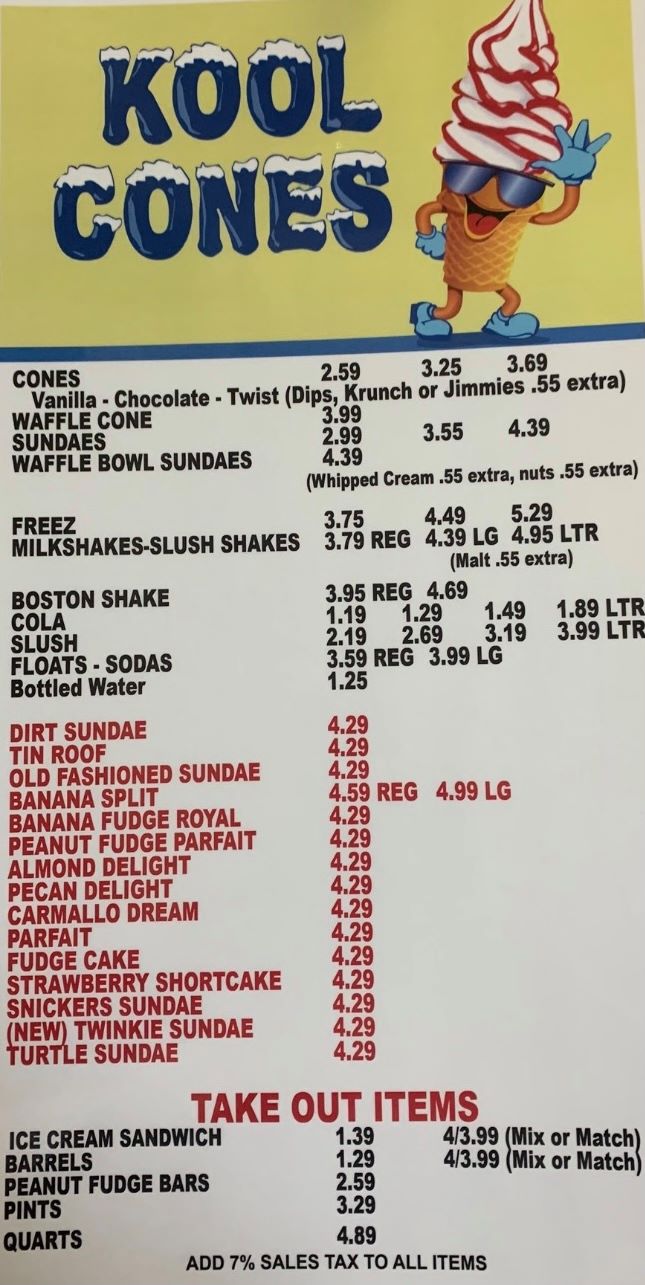 KOOL
CONES
CONES 2.59 3.25 3.69
Vanilla - Chocolate - Twist (Dips, Krunch or Jimmies .55 extra)
WAFFLE CONE 3.99
SUNDAES 2.99 3.55 4.39
WAFFLE BOWL SUNDAES 4.39
(Whipped Cream .55 extra, nuts .55 extra)
FREEZ 3.75 4.49 5.29
MILKSHAKES-SLUSH SHAKES 3.79 REG 4.39 LG 4.95 LTR
(Malt .55 extra)
BOSTON SHAKE 3.95 REG 4.69
COLA 1.19 1.29 1.49 1.89 LTR
SLUSH 2.19 2.69 3.19 3.99 LTR
FLOATS - SODAS 3.59 REG 3.99 LG
Bottled Water 1.25
DIRT SUNDAE 4.29
TIN ROOF 4.29
OLD FASHIONED SUNDAE 4.29
BANANA SPLIT 4.59 REG 4.99 LG
BANANA FUDGE ROYAL 4.29
PEANUT FUDGE PARFAIT 4.29
ALMOND DELIGHT 4.29
PECAN DELIGHT 4.29
CARMALLO DREAM 4.29
PARFAIT 4.29
FUDGE CAKE 4.29
STRAWBERRY SHORTCAKE 4.29
SNICKERS SUNDAE 4.29
(NEW) TWINKIE SUNDAE 4.29
TURTLE SUNDAE 4.29
TAKE OUT ITEMS
ICE CREAM SANDWICH 1.39 4/3.99 (Mix or Match)
BARRELS 1.29 4/3.99 (Mix or Match)
PEANUT FUDGE BARS 2.59
PINTS 3.29
QUARTS 4.89
ADD 7% SALES TAX TO ALL ITEMS